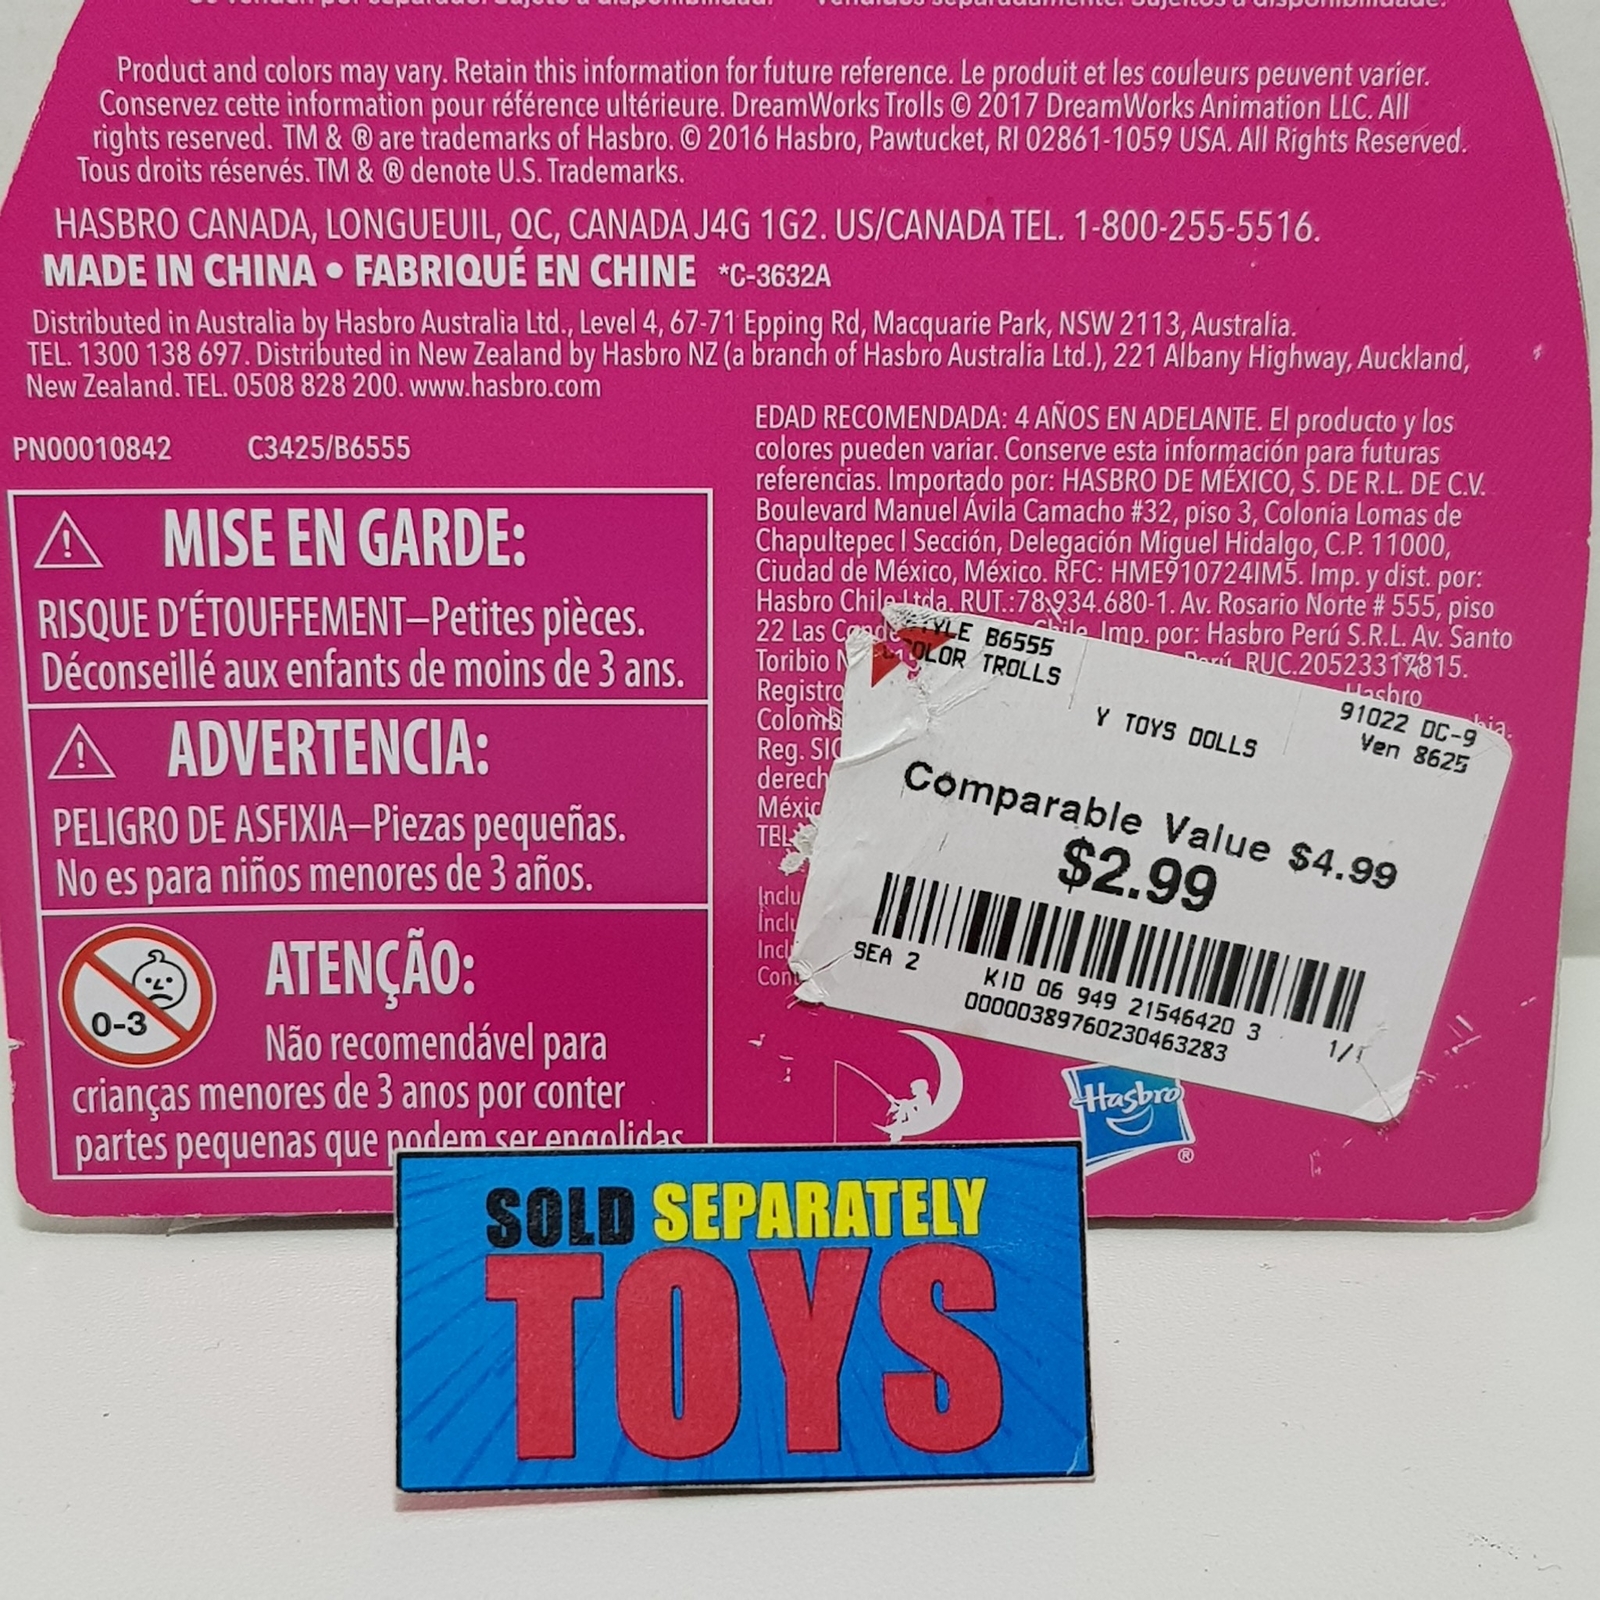 Product and colors may vary. Retain this information for future reference. Le produit et les couleurs peuvent varier.
Conservez cette information pour référence ultérieure. DreamWorks Trolls © 2017 DreamWorks Animation LLC. All
rights reserved. TM & ® are trademarks of Hasbro. © 2016 Hasbro, Pawtucket, RI 02861-1059 USA. All Rights Reserved.
Tous droits réservés. TM & ® denote U.S. Trademarks.
HASBRO CANADA, LONGUEUIL, QC, CANADA J4G 1G2. US/CANADA TEL. 1-800-255-5516.
MADE IN CHINA • FABRIQUÉ EN CHINE *C-3632A
Distributed in Australia by Hasbro Australia Ltd., Level 4, 67-71 Epping Rd, Macquarie Park, NSW 2113, Australia.
TEL. 1300 138 697. Distributed in New Zealand by Hasbro NZ (a branch of Hasbro Australia Ltd.), 221 Albany Highway, Auckland,
New Zealand. TEL. 0508 828 200. www.hasbro.com
PN00010842 C3425/B6555
MISE EN GARDE:
RISQUE D'ÉTOUFFEMENT–Petites pièces.
Déconseillé aux enfants de moins de 3 ans.
ADVERTENCIA:
PELIGRO DE ASFIXIA–Piezas pequeñas.
No es para niños menores de 3 años.
0-3
ATENÇÃO:
Não recomendável para
crianças menores de 3 anos por conter
partes pequenas que podem ser engolidas
EDAD RECOMENDADA: 4 AÑOS EN ADELANTE. El producto y los
colores pueden variar. Conserve esta información para futuras
referencias. Importado por: HASBRO DE MÉXICO, S. DE R.L. DE C.V.
Boulevard Manuel Ávila Camacho #32, piso 3, Colonia Lomas de
Chapultepec I Sección, Delegación Miguel Hidalgo, C.P. 11000,
Ciudad de México, México. RFC: HME910724IM5. Imp. y dist. por:
Hasbro Chile Ltda. RUT.:78.934.680-1. Av. Rosario Norte # 555, piso
22 Las Chile. Imp. por: Hasbro Perú S.R.L. Av. Santo
Toribio Perú. RUC.20523317815.
Registro Hasbro
Reg.
TEL
B6555
TROLLS
Y TOYS DOLLS
91022 DC-9
Ven 8625
Comparable Value $4.99
$2.99
SEA 2 KID 06 949 21546420 3
00000389760230463283
Hasbro
®
SOLD SEPARATELY
TOYS